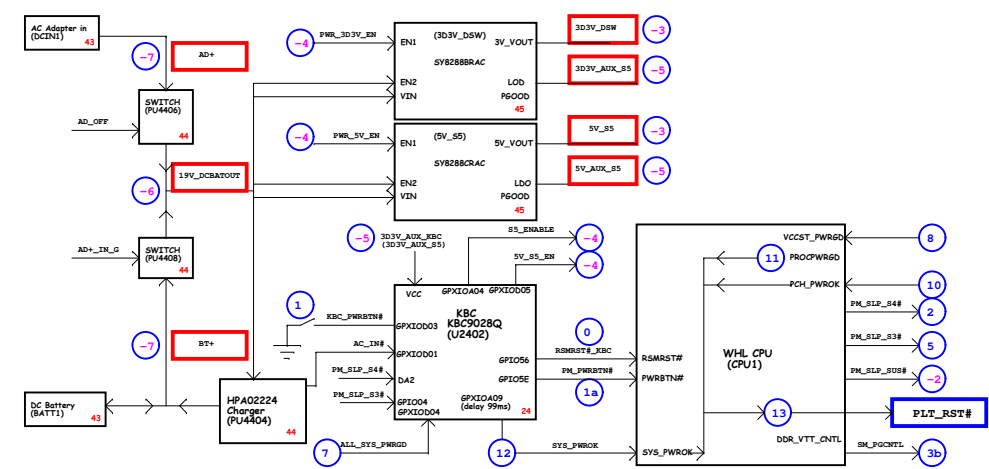 AC Adapter in
(DCIN1)
43
-7
AD+
SWITCH
(PU4406)
44
AD_OFF
-6
19V_DCBATOUT
AD+_IN_G
SWITCH
(PU4408)
44
-7
BT+
DC Battery
(BATT1)
43
HPA02224
Charger
(PU4404)
44
-4
PWR_3D3V_EN
EN1
(3D3V_DSW)
3V_VOUT
SY8288BRAC
EN2
LOD
VIN
PGOOD
45
3D3V_DSW
-3
3D3V_AUX_S5
-5
-4
PWR_5V_EN
EN1
(5V_S5)
5V_VOUT
SY8288CRAC
EN2
LDO
VIN
PGOOD
45
5V_S5
-3
5V_AUX_S5
-5
-5
3D3V_AUX_KBC
(3D3V_AUX_S5)
S5_ENABLE
-4
5V_S5_EN
-4
VCC
GPXIOA04
GPXIOD05
1
KBC_PWRBTN#
GPXIOD03
KBC
KBC9028Q
(U2402)
AC_IN#
GPXIOD01
GPIO56
PM_SLP_S4#
DA2
GPIO5E
PM_SLP_S3#
GPIO04
GPXIOD04
GPXIOA09
(delay 99ms)
24
7
ALL_SYS_PWRGD
12
SYS_PWROK
0
RSMRST#_KBC
PM_PWRBTN#
1a
RSMRST#
PWRBTN#
SYS_PWROK
WHL CPU
(CPU1)
VCCST_PWRGD
8
11
PROCPWRGD
PCH_PWROK
10
PM_SLP_S4#
2
PM_SLP_S3#
5
PM_SLP_SUS#
-2
13
PLT_RST#
DDR_VTT_CNTL
SM_PGCNTL
3b